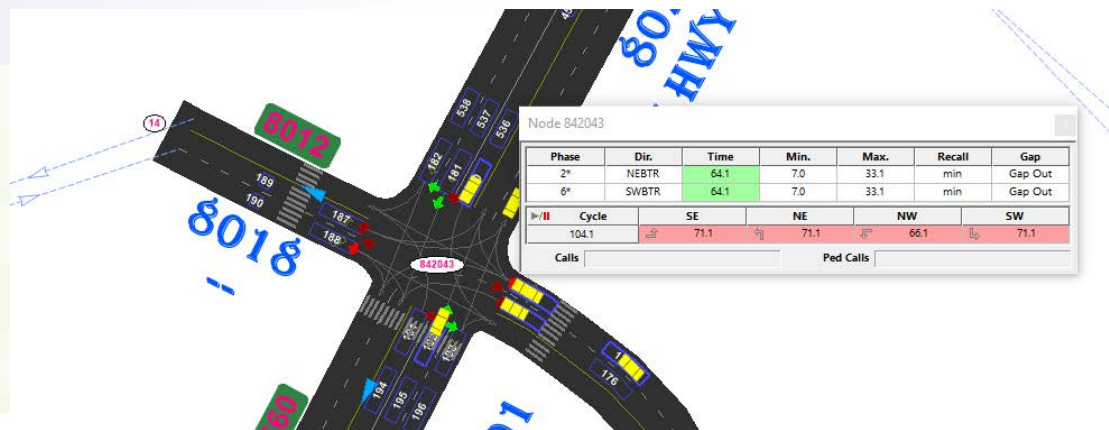 538
537
536
182
181
HWY
14
8012
189
190
187
188
8018
--
842043
194
195
196
176
Node 842043
Phase Dir. Time Min. Max. Recall Gap
2* NEBTR 64.1 7.0 33.1 min Gap Out
6* SWBTR 64.1 7.0 33.1 min Gap Out
Cycle SE NE NW SW
104.1 71.1 71.1 66.1 71.1
Calls Ped Calls